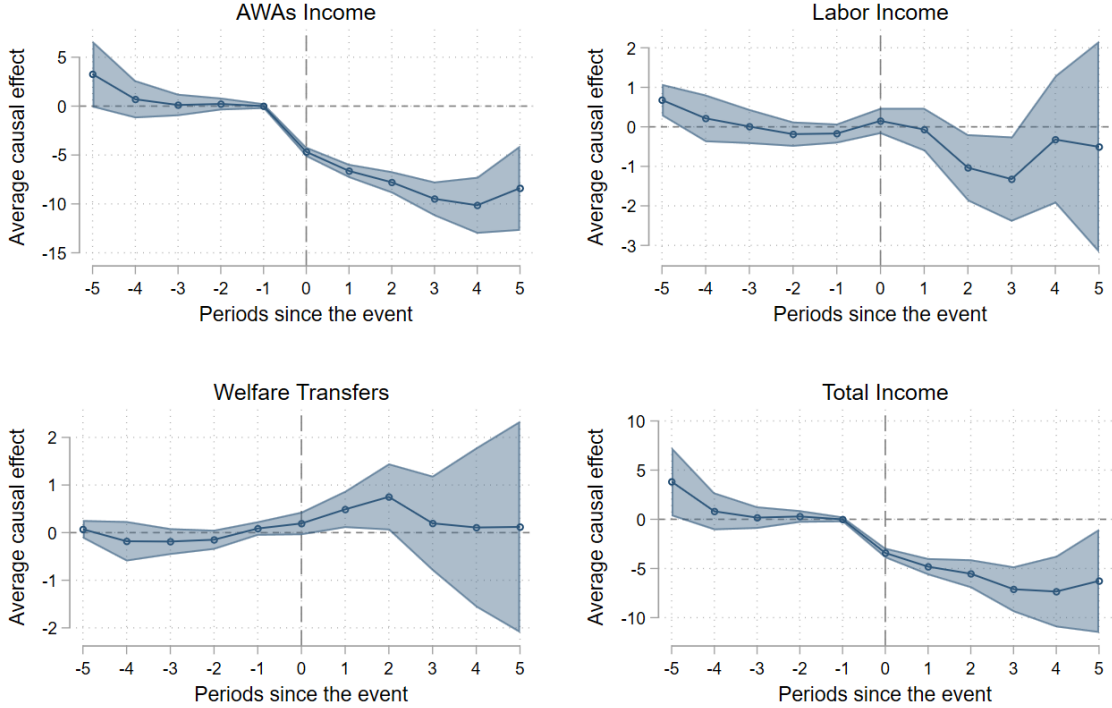 AWAs Income
Average causal effect
5
0
-5
-10
-15
-5 -4 -3 -2 -1 0 1 2 3 4 5
Periods since the event
Labor Income
Average causal effect
2
1
0
-1
-2
-3
-5 -4 -3 -2 -1 0 1 2 3 4 5
Periods since the event
Welfare Transfers
Average causal effect
2
1
0
-1
-2
-5 -4 -3 -2 -1 0 1 2 3 4 5
Periods since the event
Total Income
Average causal effect
10
5
0
-5
-10
-5 -4 -3 -2 -1 0 1 2 3 4 5
Periods since the event